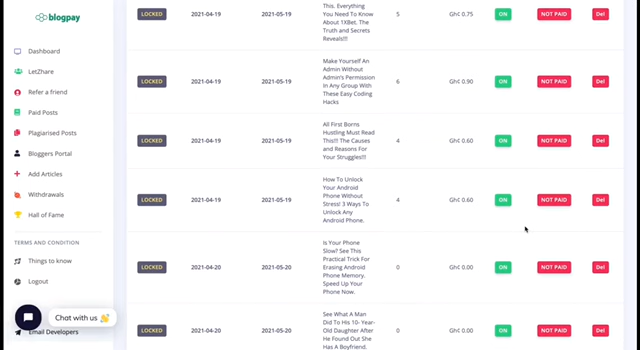 blogpay
Dashboard
LetZhare
Refer a friend
Paid Posts
Plagiarised Posts
Bloggers Portal
Add Articles
Withdrawals
Hall of Fame
TERMS AND CONDITION
Things to know
Logout
Chat with us 👋
Email Developers
LOCKED 2021-04-19 2021-05-19 This, Everything 5 Gh¢ 0.75 ON NOT PAID Del
You Need To Know
About 1XBet. The
Truth and Secrets
Reveals!!!!
LOCKED 2021-04-19 2021-05-19 Make Yourself An 6 Gh¢ 0.90 ON NOT PAID Del
Admin Without
Admin's Permission
In Any Group With
These Easy Coding
Hacks
LOCKED 2021-04-19 2021-05-19 All First Borns 4 Gh¢ 0.60 ON NOT PAID Del
Hustling Must Read
This!!! The Causes
and Reasons For
Your Struggles!!!
LOCKED 2021-04-19 2021-05-19 How To Unlock 4 Gh¢ 0.60 ON NOT PAID Del
Your Android
Phone Without
Stress! 3 Ways To
Unlock Any
Android Phone.
LOCKED 2021-04-20 2021-05-20 Is Your Phone 0 Gh¢ 0.00 ON NOT PAID Del
Slow? See This
Practical Trick For
Erasing Android
Phone Memory.
Speed Up Your
Phone Now.
LOCKED 2021-04-20 2021-05-20 See What A Man 0 Gh¢ 0.00 ON NOT PAID Del
Did To His 10- Year-
Old Daughter After
He Found Out She
Has A Boyfriend.